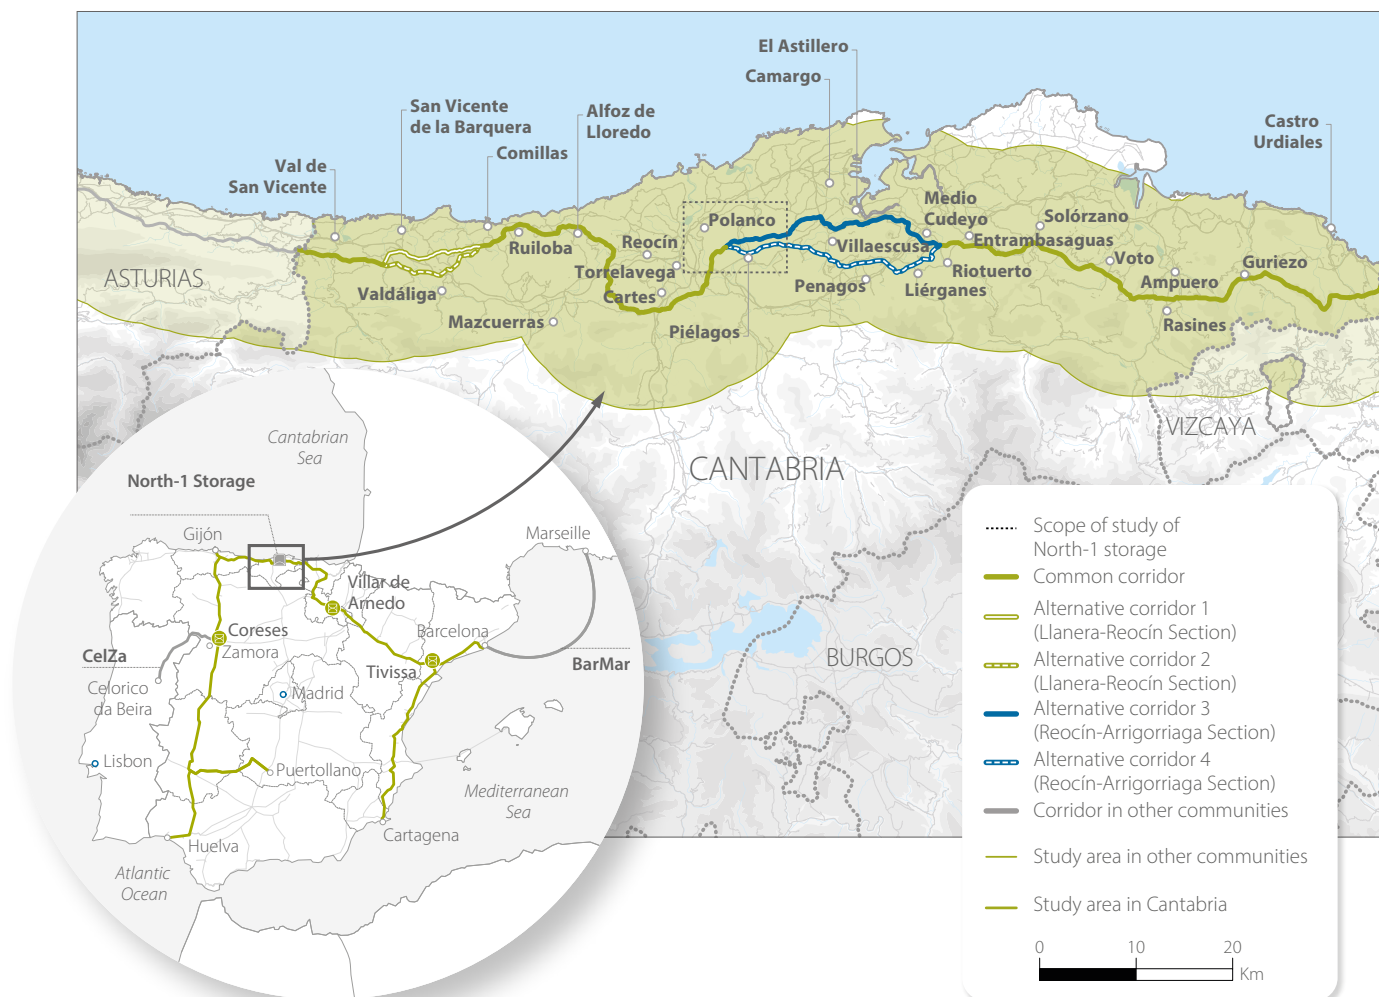 El Astillero
Camargo
San Vicente
de la Barquera
Alfoz de
Lloredo
Comillas
Castro
Urdiales
Val de
San Vicente
Medio
Cudeyo
Polanco
Solórzano
Reocín
Ruiloba
Villaescusa
Entrambasaguas
Torrelavega
Voto
Guriezo
Riotuerto
ASTURIAS
Valdáliga
Cartes
Penagos
Liérganes
Ampuero
Mazcuerras
Piélagos
Rasines
VIZCAYA
CANTABRIA
BURGOS
Cantabrian
Sea
North-1 Storage
Gijón
Marseille
Villar de
Arnedo
Coreses
Zamora
Barcelona
CelZa
BarMar
Tivissa
Celorico
da Beira
Madrid
Lisbon
Puertollano
Mediterranean
Sea
Huelva
Cartagena
Atlantic
Ocean
Scope of study of
North-1 storage
Common corridor
Alternative corridor 1
(Llanera-Reocín Section)
Alternative corridor 2
(Llanera-Reocín Section)
Alternative corridor 3
(Reocín-Arrigorriaga Section)
Alternative corridor 4
(Reocín-Arrigorriaga Section)
Corridor in other communities
Study area in other communities
Study area in Cantabria
0 10 20
Km